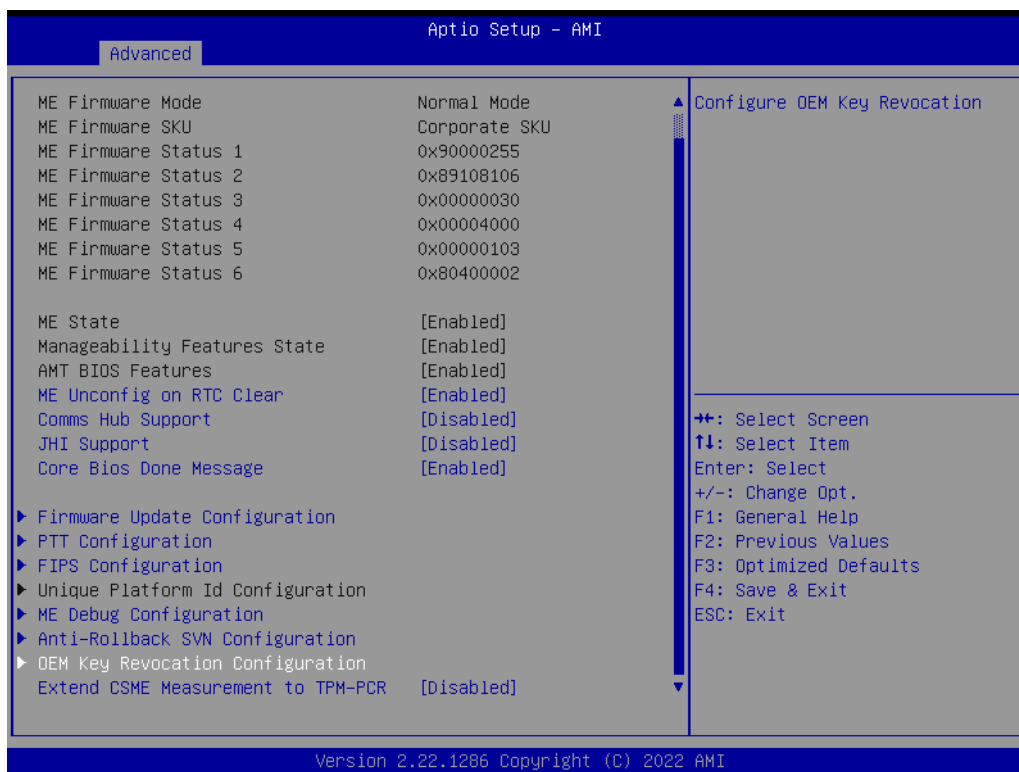 Aptio Setup - AMI
Advanced
ME Firmware Mode Normal Mode
ME Firmware SKU Corporate SKU
ME Firmware Status 1 0x90000255
ME Firmware Status 2 0x89108106
ME Firmware Status 3 0x00000030
ME Firmware Status 4 0x00004000
ME Firmware Status 5 0x00000103
ME Firmware Status 6 0x80400002
ME State [Enabled]
Manageability Features State [Enabled]
AMT BIOS Features [Enabled]
ME Unconfig on RTC Clear [Enabled]
Comms Hub Support [Disabled]
JHI Support [Disabled]
Core Bios Done Message [Enabled]
Firmware Update Configuration
PTT Configuration
FIPS Configuration
Unique Platform Id Configuration
ME Debug Configuration
Anti-Rollback SVN Configuration
OEM Key Revocation Configuration
Extend CSME Measurement to TPM-PCR [Disabled]
Configure OEM Key Revocation
→←: Select Screen
↑↓: Select Item
Enter: Select
+/-: Change Opt.
F1: General Help
F2: Previous Values
F3: Optimized Defaults
F4: Save & Exit
ESC: Exit
Version 2.22.1286 Copyright (C) 2022 AMI